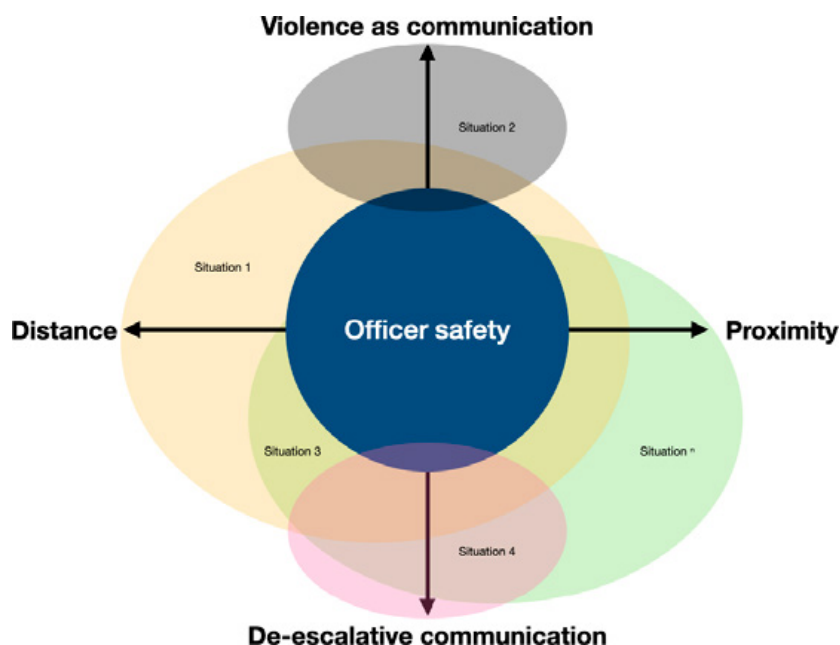 Violence as communication
Situation 2
Situation 1
Distance
Officer safety
Proximity
Situation 3
Situation ⁿ
Situation 4
De-escalative communication